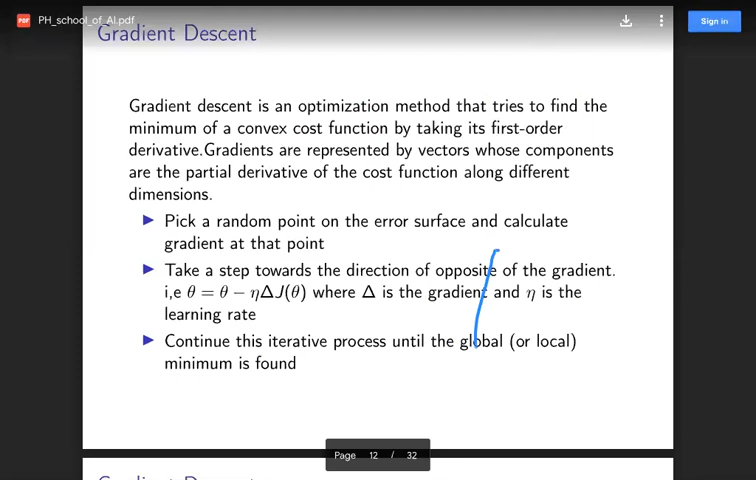 PDF PH_school_of_AI.pdf
Sign in
Gradient Descent
Gradient descent is an optimization method that tries to find the
minimum of a convex cost function by taking its first-order
derivative.Gradients are represented by vectors whose components
are the partial derivative of the cost function along different
dimensions.
▶ Pick a random point on the error surface and calculate
gradient at that point
▶ Take a step towards the direction of opposite of the gradient.
i,e θ = θ − ηΔJ(θ) where Δ is the gradient and η is the
learning rate
▶ Continue this iterative process until the global (or local)
minimum is found
Page 12 / 32
Gradient Descent